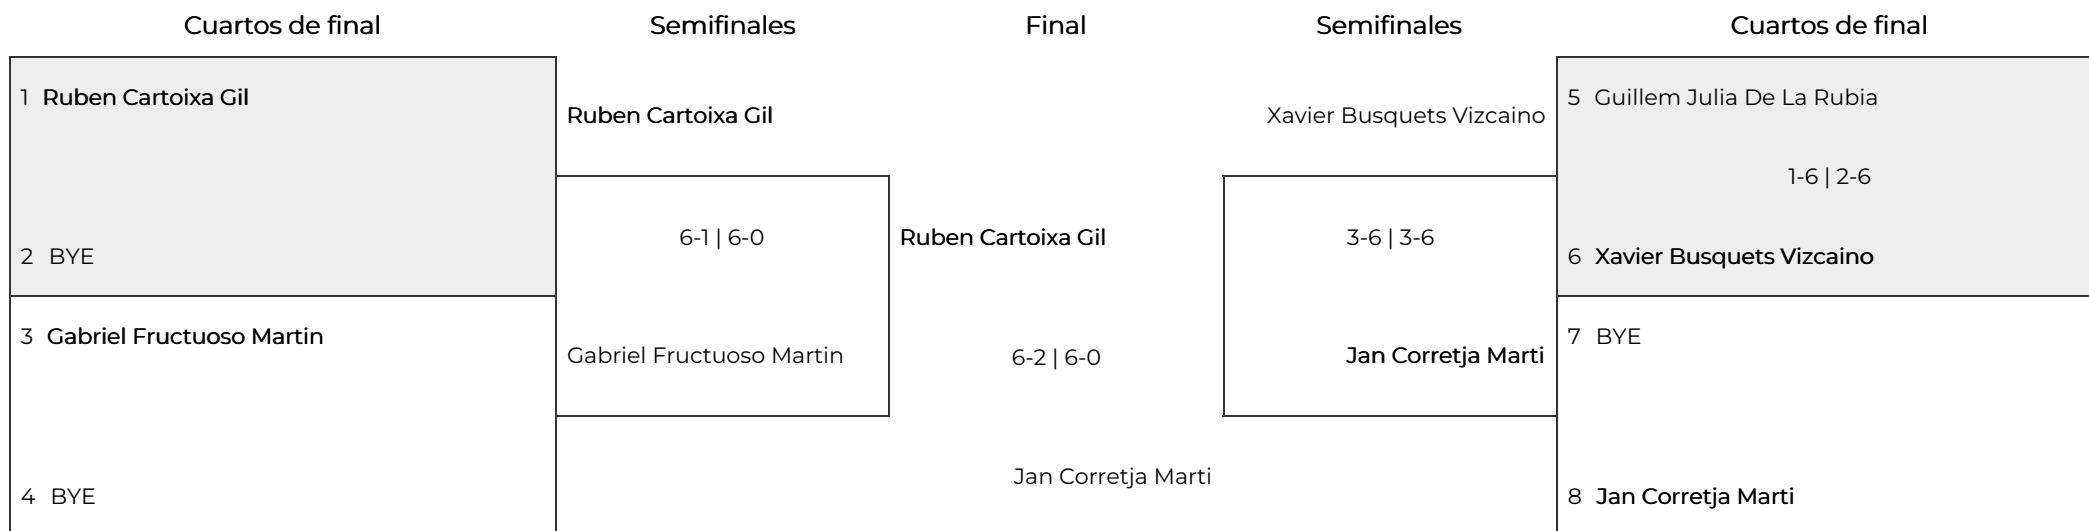 Cuartos de final
Semifinales
Final
Semifinales
Cuartos de final
1 Ruben Cartoixa Gil
2 BYE
3 Gabriel Fructuoso Martin
4 BYE
Ruben Cartoixa Gil
6-1 | 6-0
Gabriel Fructuoso Martin
Ruben Cartoixa Gil
6-2 | 6-0
Jan Corretja Marti
Xavier Busquets Vizcaino
3-6 | 3-6
Jan Corretja Marti
5 Guillem Julia De La Rubia
1-6 | 2-6
6 Xavier Busquets Vizcaino
7 BYE
8 Jan Corretja Marti